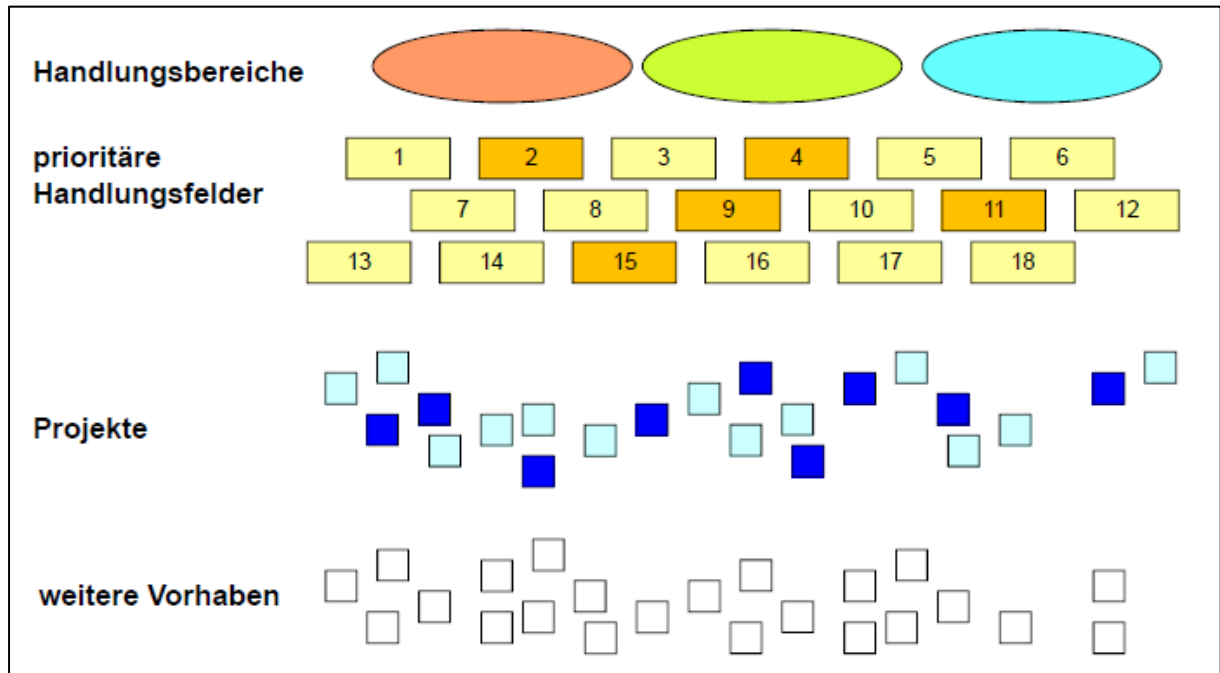 Handlungsbereiche
prioritäre
Handlungsfelder
1 2 3 4 5 6
7 8 9 10 11 12
13 14 15 16 17 18
Projekte
weitere Vorhaben